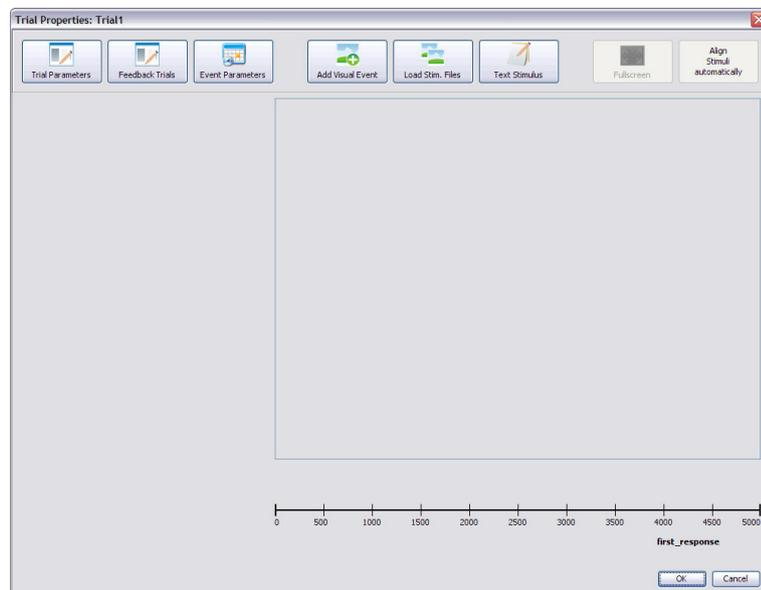 Trial Properties: Trial1
Trial Parameters
Feedback Trials
Event Parameters
Add Visual Event
Load Stim. Files
Text Stimulus
Fullscreen
Align
Stimuli
automatically
0 500 1000 1500 2000 2500 3000 3500 4000 4500 5000
first_response
OK Cancel